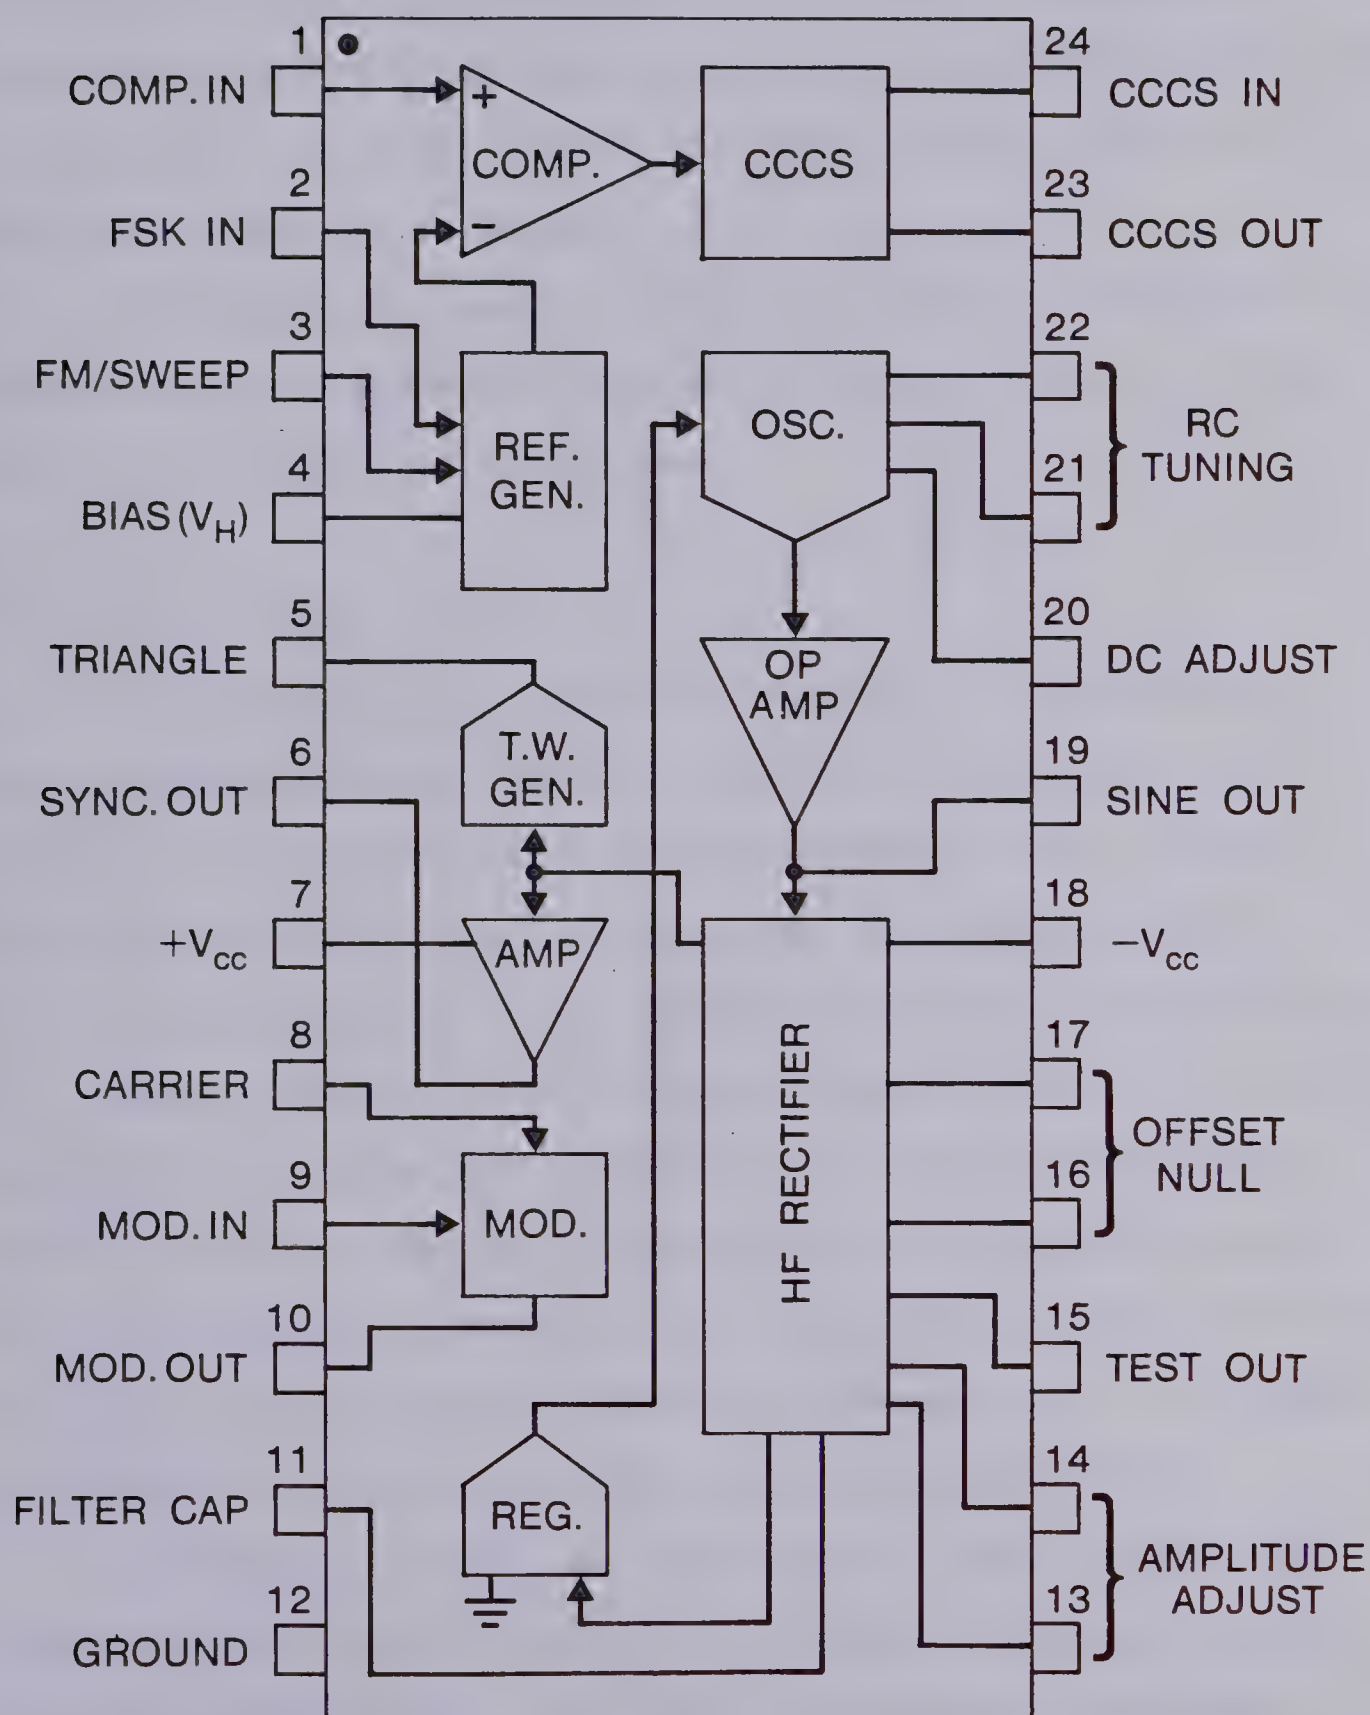 1
COMP. IN
2
FSK IN
3
FM/SWEEP
4
BIAS (VH)
5
TRIANGLE
6
SYNC. OUT
7
+Vcc
8
CARRIER
9
MOD. IN
10
MOD. OUT
11
FILTER CAP
12
GROUND
+
COMP.
−
CCCS
REF.
GEN.
OSC.
T.W.
GEN.
OP
AMP
AMP
MOD.
HF RECTIFIER
REG.
24
CCCS IN
23
CCCS OUT
22
RC
TUNING
21
20
DC ADJUST
19
SINE OUT
18
−Vcc
17
OFFSET
NULL
16
15
TEST OUT
14
AMPLITUDE
ADJUST
13